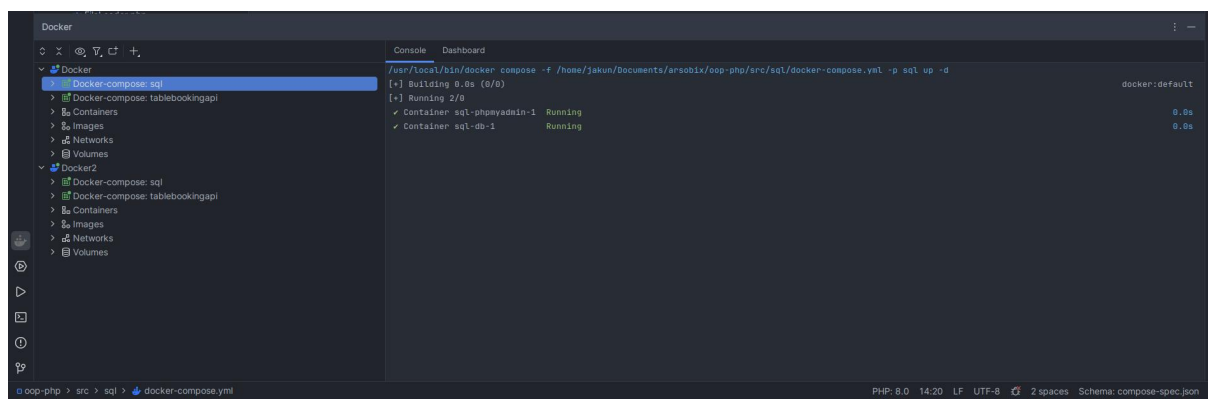 Docker
Console Dashboard
Docker
Docker-compose: sql
Docker-compose: tablebookingapi
Containers
Images
Networks
Volumes
Docker2
Docker-compose: sql
Docker-compose: tablebookingapi
Containers
Images
Networks
Volumes
/usr/local/bin/docker compose -f /home/jakun/Documents/arsobix/oop-php/src/sql/docker-compose.yml -p sql up -d
[+] Building 0.0s (0/0) docker:default
[+] Running 2/0
✔ Container sql-phpmyadmin-1 Running 0.0s
✔ Container sql-db-1 Running 0.0s
oop-php > src > sql > docker-compose.yml PHP: 8.0 14:20 LF UTF-8 2 spaces Schema: compose-spec.json